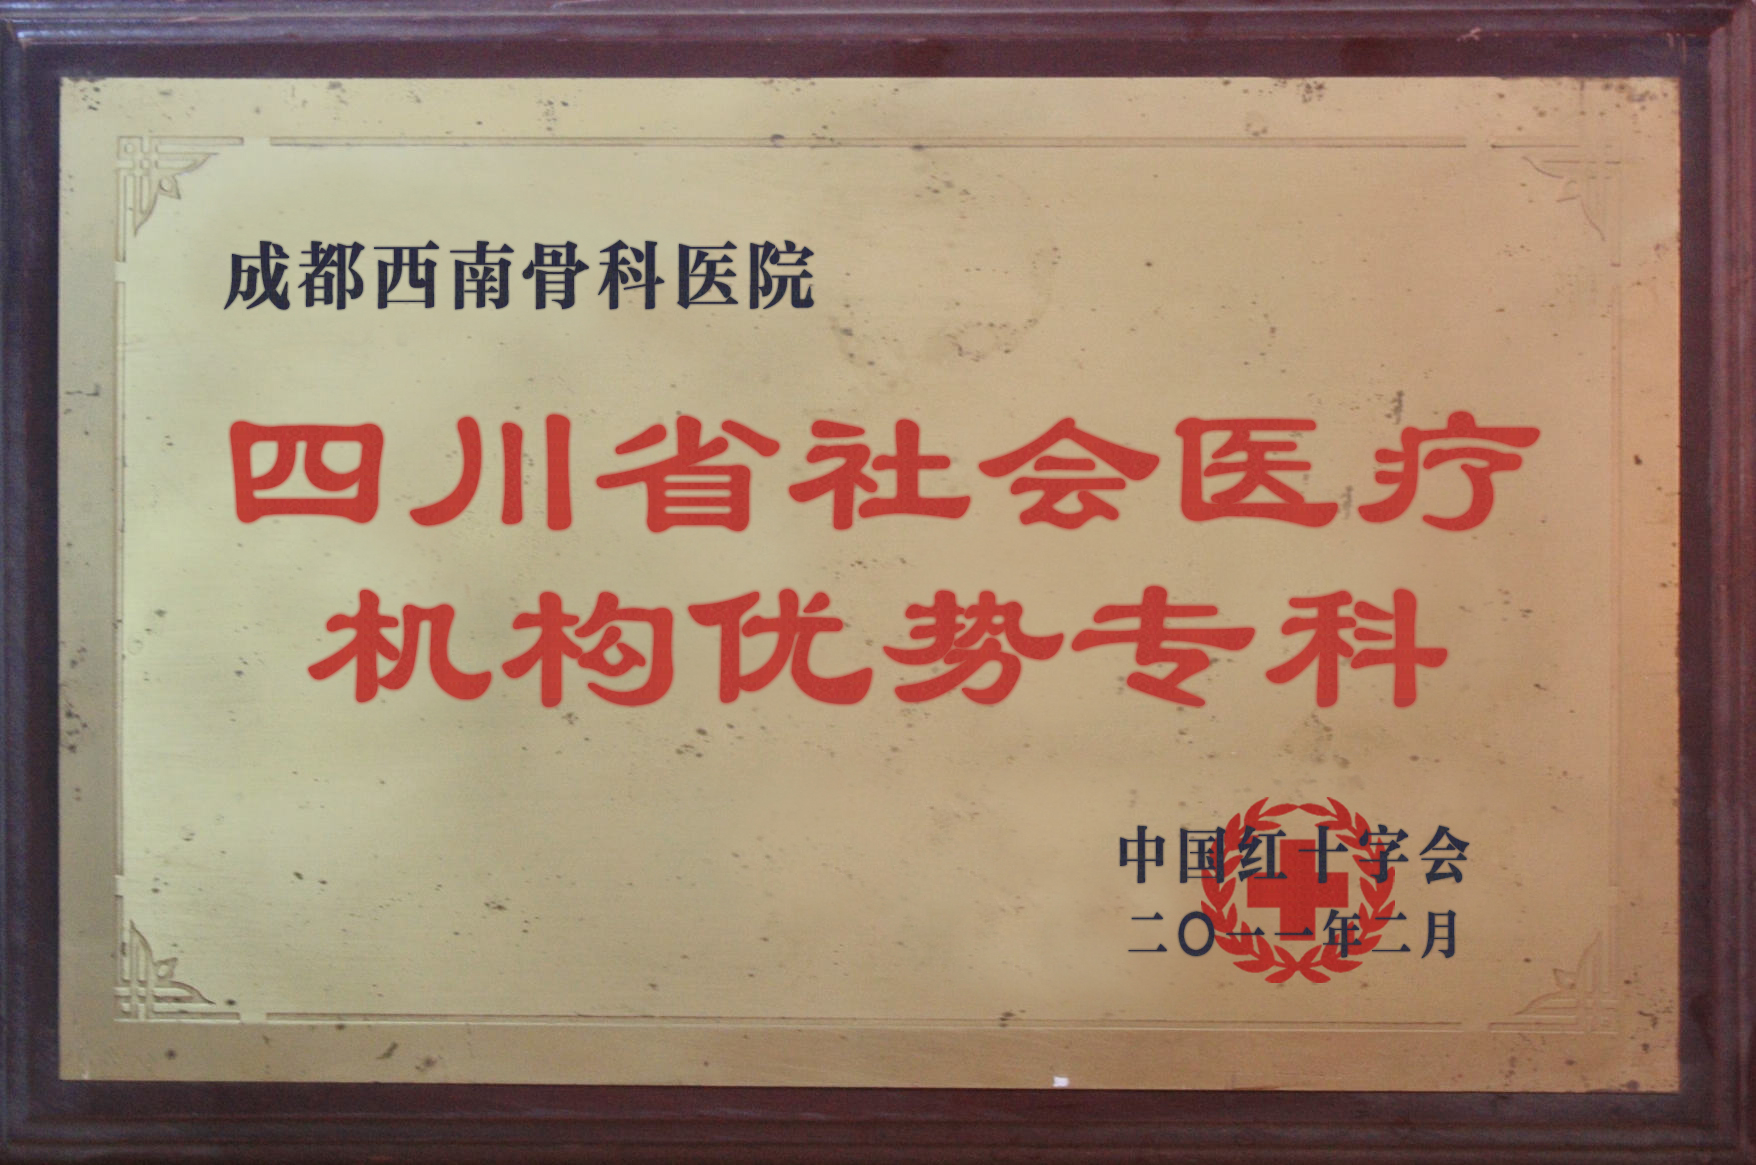 成都西南骨科医院
四川省社会医疗
机构优势专科
中国红十字会
二〇一一年二月